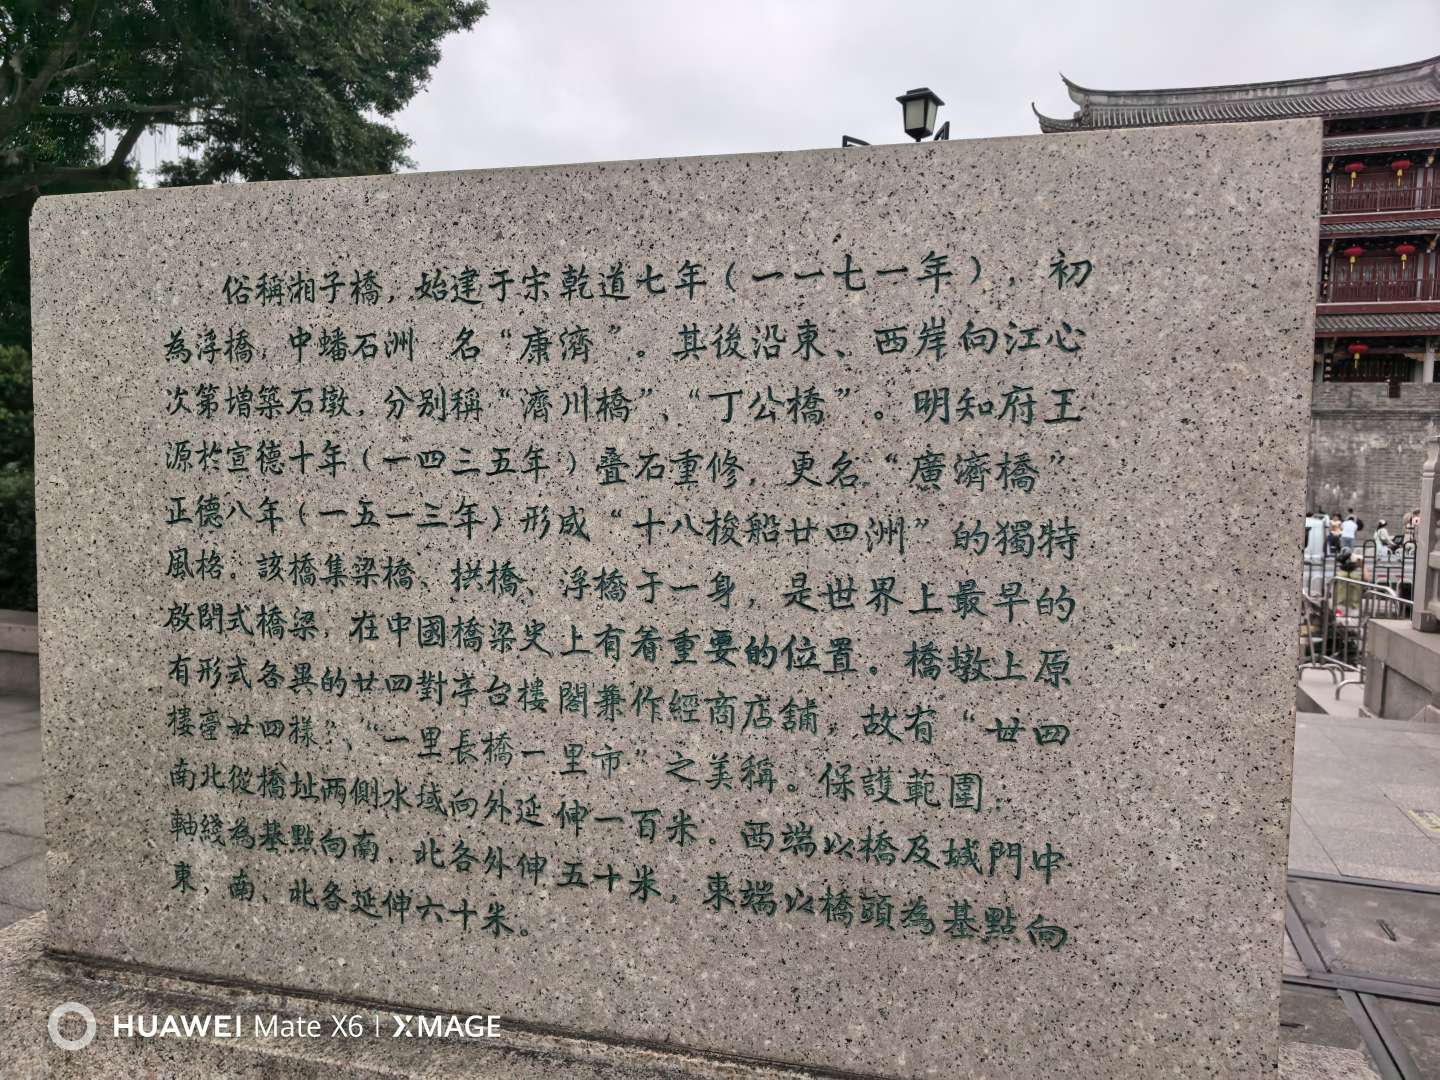 俗稱湘子橋，始建于宋乾道七年（一一七一年），初
為浮橋，中蟠石洲 名“康濟”。其後沿東、西岸向江心
次第增築石墩，分别稱“濟川橋”、“丁公橋”。明知府王
源於宣德十年（一四三五年）叠石重修，更名“廣濟橋”
正德八年（一五一三年）形成“十八梭船廿四洲”的獨特
風格。該橋集梁橋、拱橋、浮橋于一身，是世界上最早的
啟閉式橋梁，在中國橋梁史上有着重要的位置。橋墩上原
有形式各異的廿四對亭台樓閣兼作經商店舖，故有“廿四
樓臺廿四樣”、“一里長橋一里市”之美稱。保護範圍：
南北從橋址两側水域向外延伸一百米。西端以橋及城門中
軸綫為基點向南、北各外伸五十米，東端以橋頭為基點向
東、南、北各延伸六十米。
HUAWEI Mate X6 | XMAGE